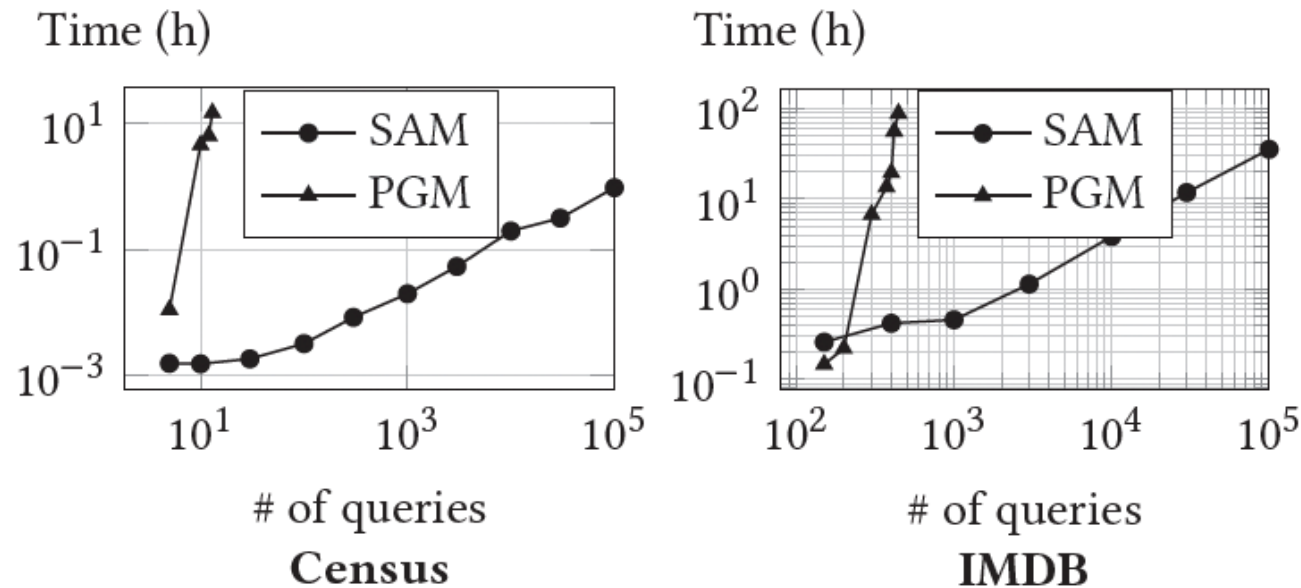 Time (h)
10^1
10^-1
10^-3
10^1 10^3 10^5
SAM
PGM
# of queries
Census
Time (h)
10^2
10^1
10^0
10^-1
10^2 10^3 10^4 10^5
SAM
PGM
# of queries
IMDB